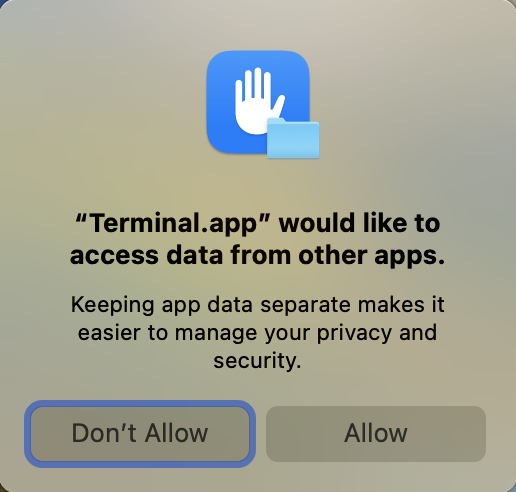 “Terminal.app” would like to
access data from other apps.
Keeping app data separate makes it
easier to manage your privacy and
security.
Don’t Allow
Allow